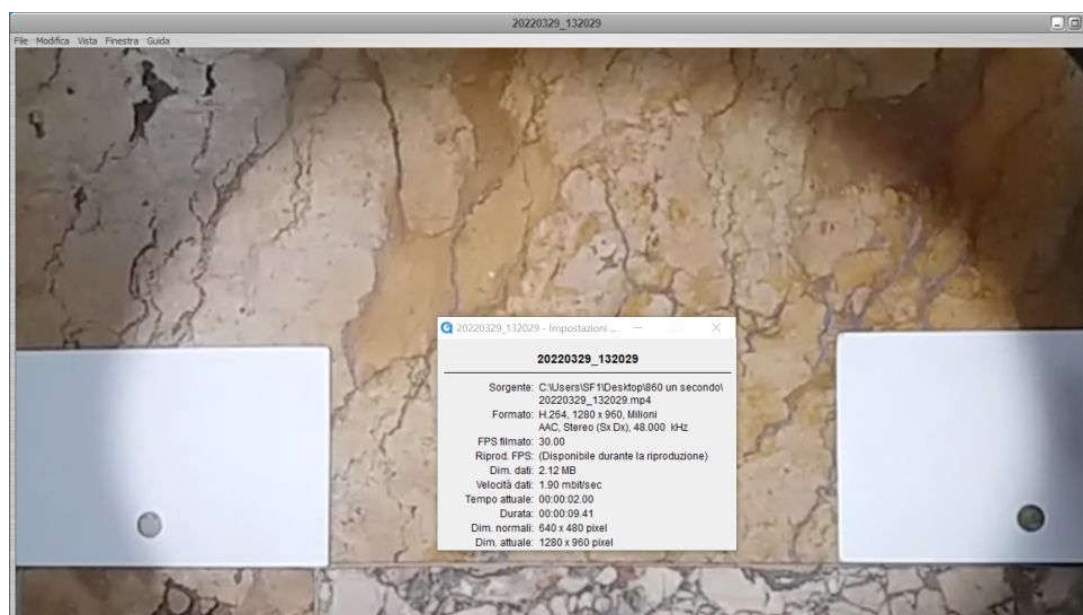 20220329_132029
File Modifica Vista Finestra Guida
20220329_132029 - Impostazioni ...
20220329_132029
Sorgente: C:\Users\SF1\Desktop\860 un secondo\
20220329_132029.mp4
Formato: H.264, 1280 x 960, Milioni
AAC, Stereo (Sx Dx), 48.000 kHz
FPS filmato: 30.00
Riprod. FPS: (Disponibile durante la riproduzione)
Dim. dati: 2.12 MB
Velocità dati: 1.90 mbit/sec
Tempo attuale: 00:00:02.00
Durata: 00:00:09.41
Dim. normali: 640 x 480 pixel
Dim. attuale: 1280 x 960 pixel